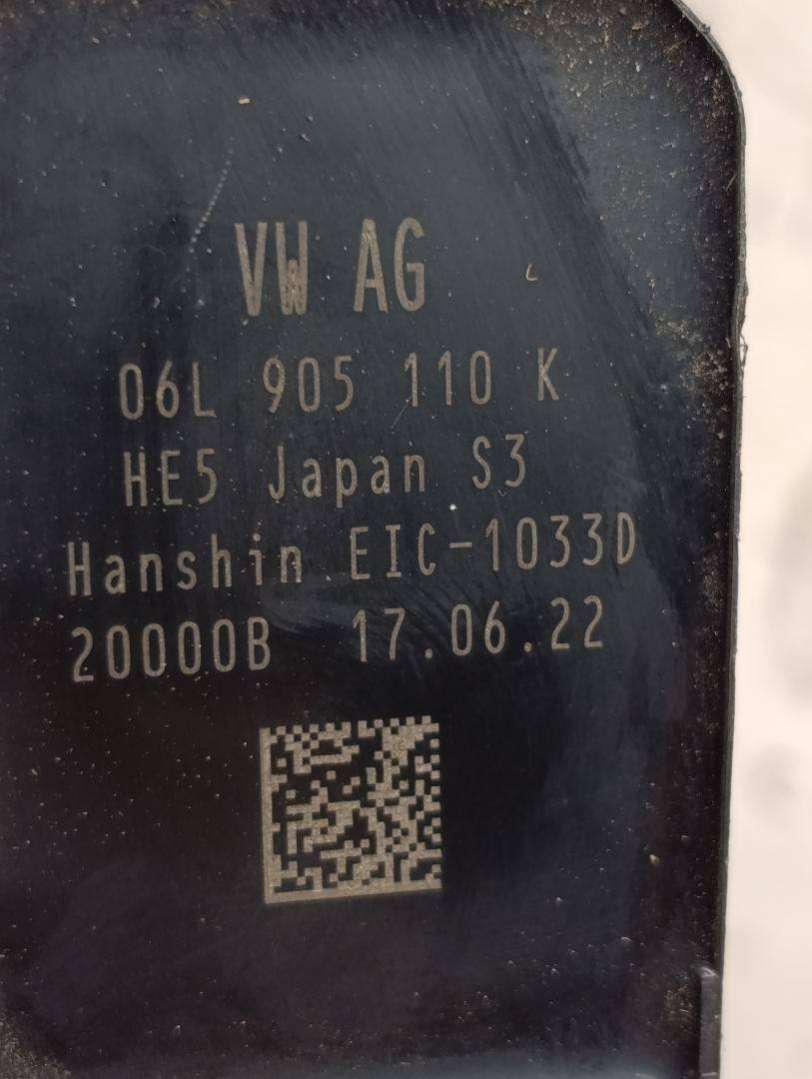 VW AG
06L 905 110 K
HE5 Japan S3
Hanshin EIC-1033D
20000B 17.06.22